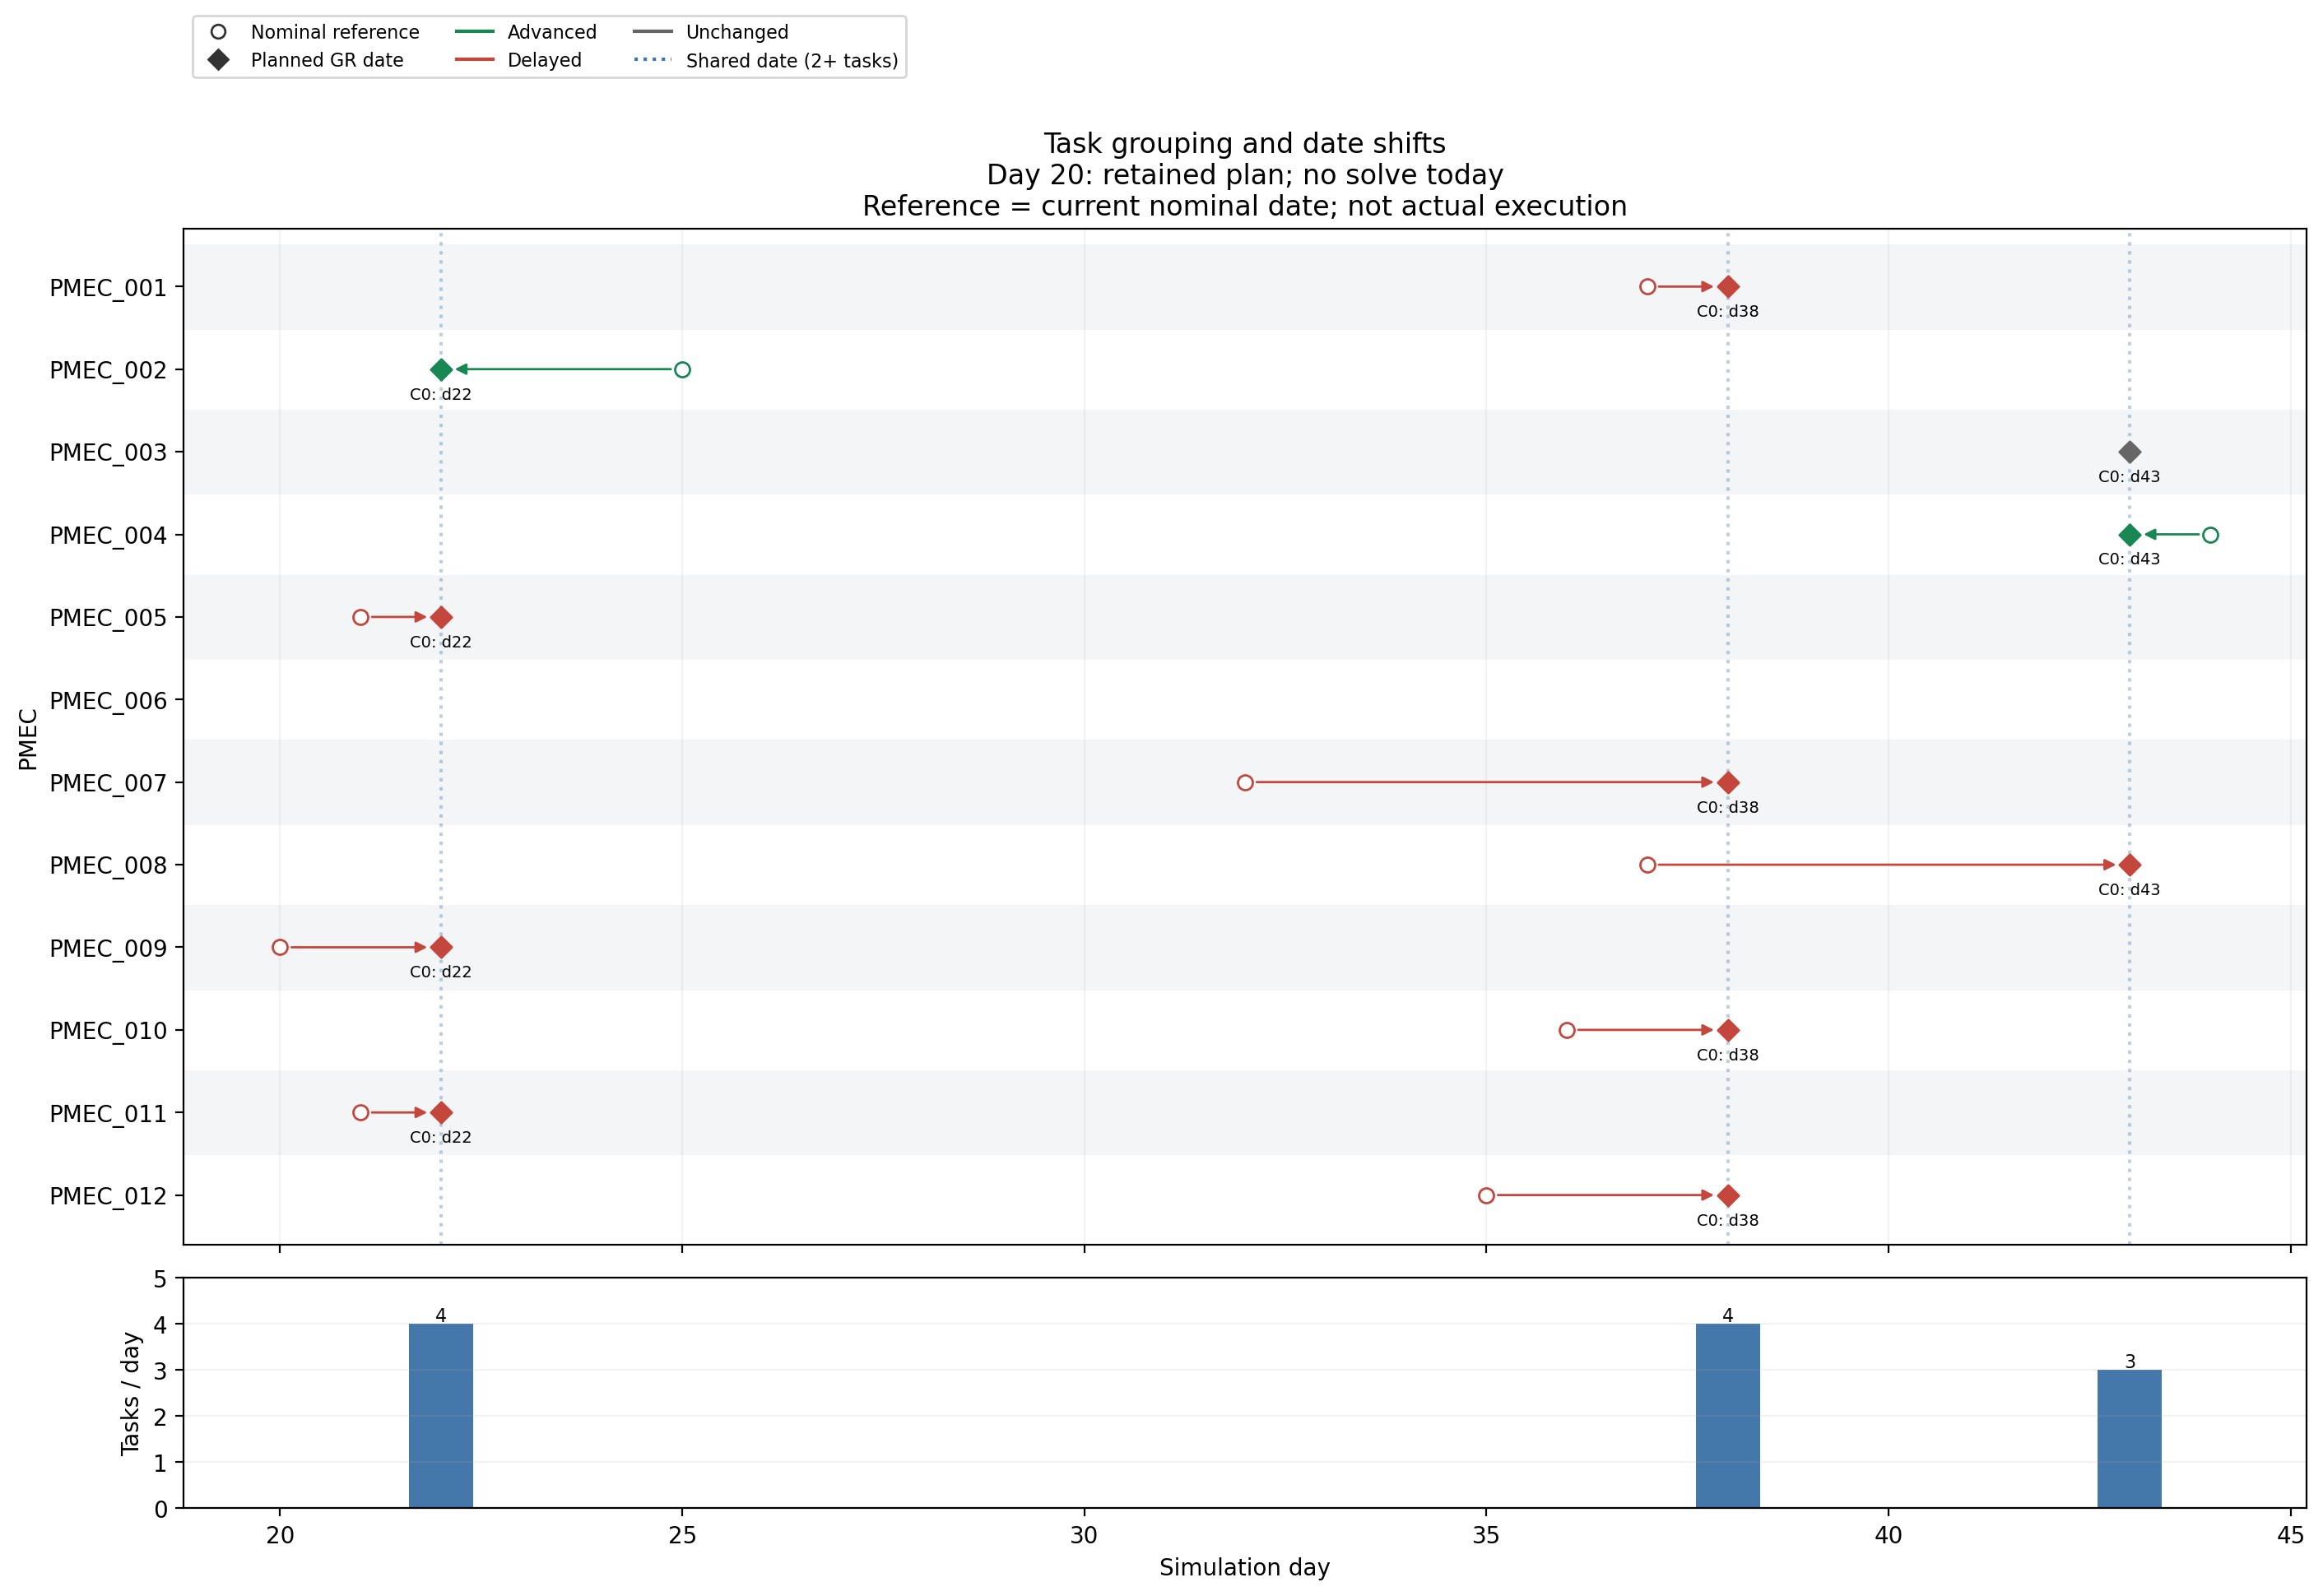 Nominal reference
Planned GR date
Advanced
Delayed
Unchanged
Shared date (2+ tasks)
Task grouping and date shifts
Day 20: retained plan; no solve today
Reference = current nominal date; not actual execution
PMEC
PMEC_001
C0: d38
PMEC_002
C0: d22
PMEC_003
C0: d43
PMEC_004
C0: d43
PMEC_005
C0: d22
PMEC_006
PMEC_007
C0: d38
PMEC_008
C0: d43
PMEC_009
C0: d22
PMEC_010
C0: d38
PMEC_011
C0: d22
PMEC_012
C0: d38
Tasks / day
5
4
3
2
1
0
4
4
3
20 25 30 35 40 45
Simulation day